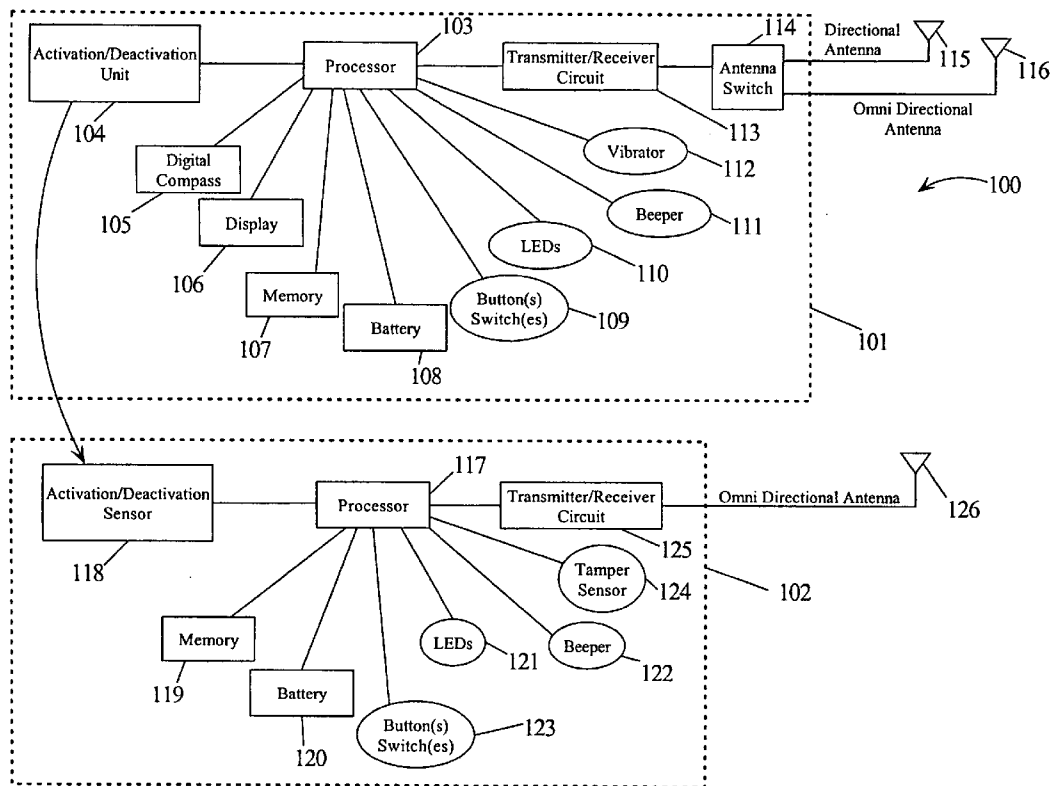 103
114
Directional
Antenna
Activation/Deactivation
Unit
Processor
Transmitter/Receiver
Circuit
Antenna
Switch
115
116
104
113
Omni Directional
Antenna
Digital
Compass
105
Vibrator
112
100
Display
106
Beeper
111
LEDs
110
Memory
107
Button(s)
Switch(es)
109
Battery
108
101
117
Activation/Deactivation
Sensor
Processor
Transmitter/Receiver
Circuit
Omni Directional Antenna
126
118
125
Tamper
Sensor
124
102
Memory
119
LEDs
121
Beeper
122
Battery
120
Button(s)
Switch(es)
123